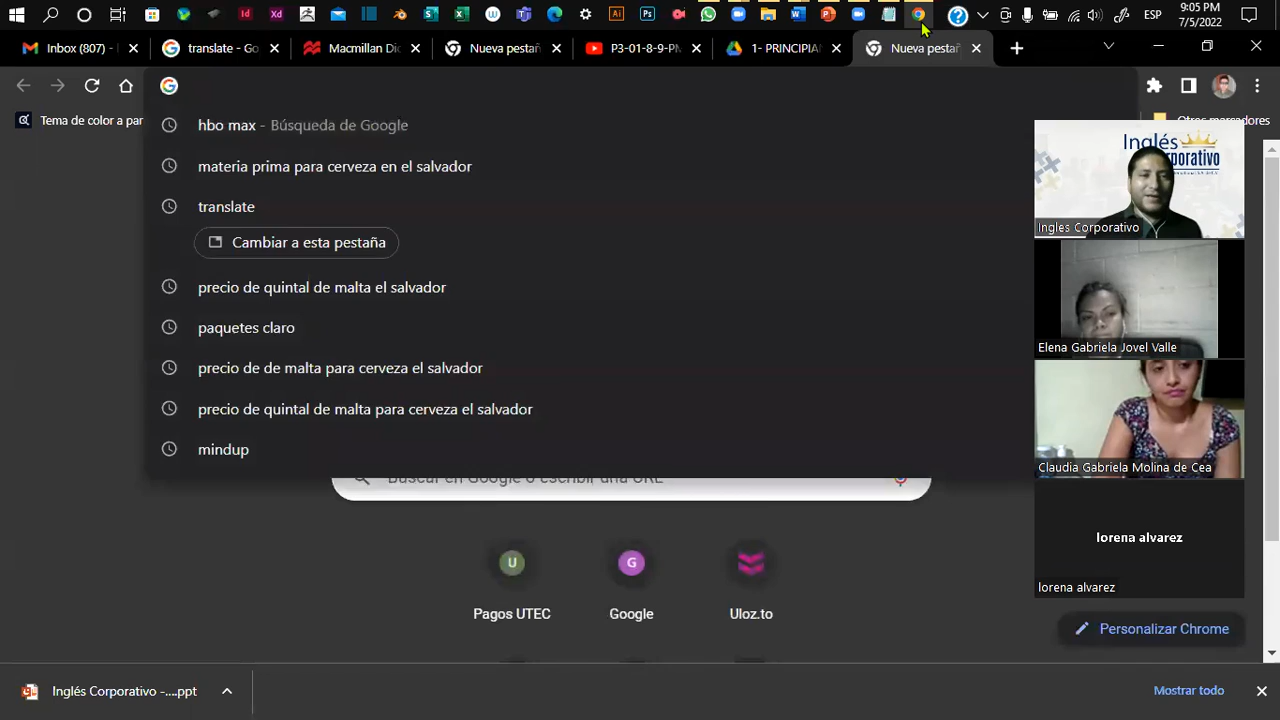 9:05 PM
ESP
7/5/2022
Inbox (807) -
translate - Go
Macmillan Dic
Nueva pestañ
P3-01-8-9-PM
1- PRINCIPIAN
Nueva pestañ
Tema de color a par
Otros marcadores
hbo max - Búsqueda de Google
materia prima para cerveza en el salvador
translate
Cambiar a esta pestaña
precio de quintal de malta el salvador
paquetes claro
precio de de malta para cerveza el salvador
precio de quintal de malta para cerveza el salvador
mindup
Buscar en Google o escribir una URL
U
G
Pagos UTEC
Google
Uloz.to
Inglés
Ingles Corporativo
Elena Gabriela Jovel Valle
Claudia Gabriela Molina de Cea
lorena alvarez
lorena alvarez
Personalizar Chrome
Inglés Corporativo -....ppt
Mostrar todo